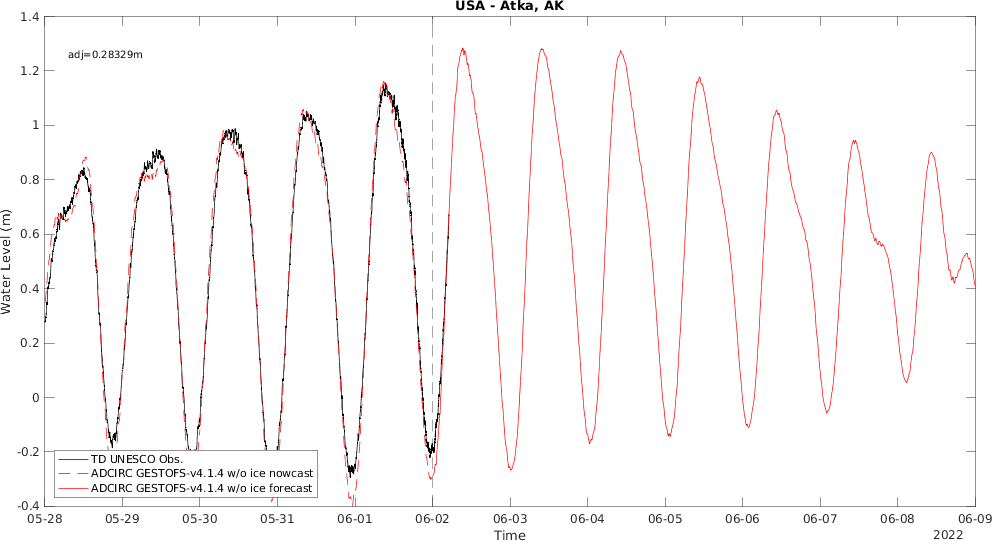 USA - Atka, AK
adj=0.28329m
1.4
1.2
1
0.8
0.6
0.4
0.2
0
-0.2
-0.4
Water Level (m)
TD UNESCO Obs.
ADCIRC GESTOFS-v4.1.4 w/o ice nowcast
ADCIRC GESTOFS-v4.1.4 w/o ice forecast
05-28 05-29 05-30 05-31 06-01 06-02 06-03 06-04 06-05 06-06 06-07 06-08 06-09
Time
2022